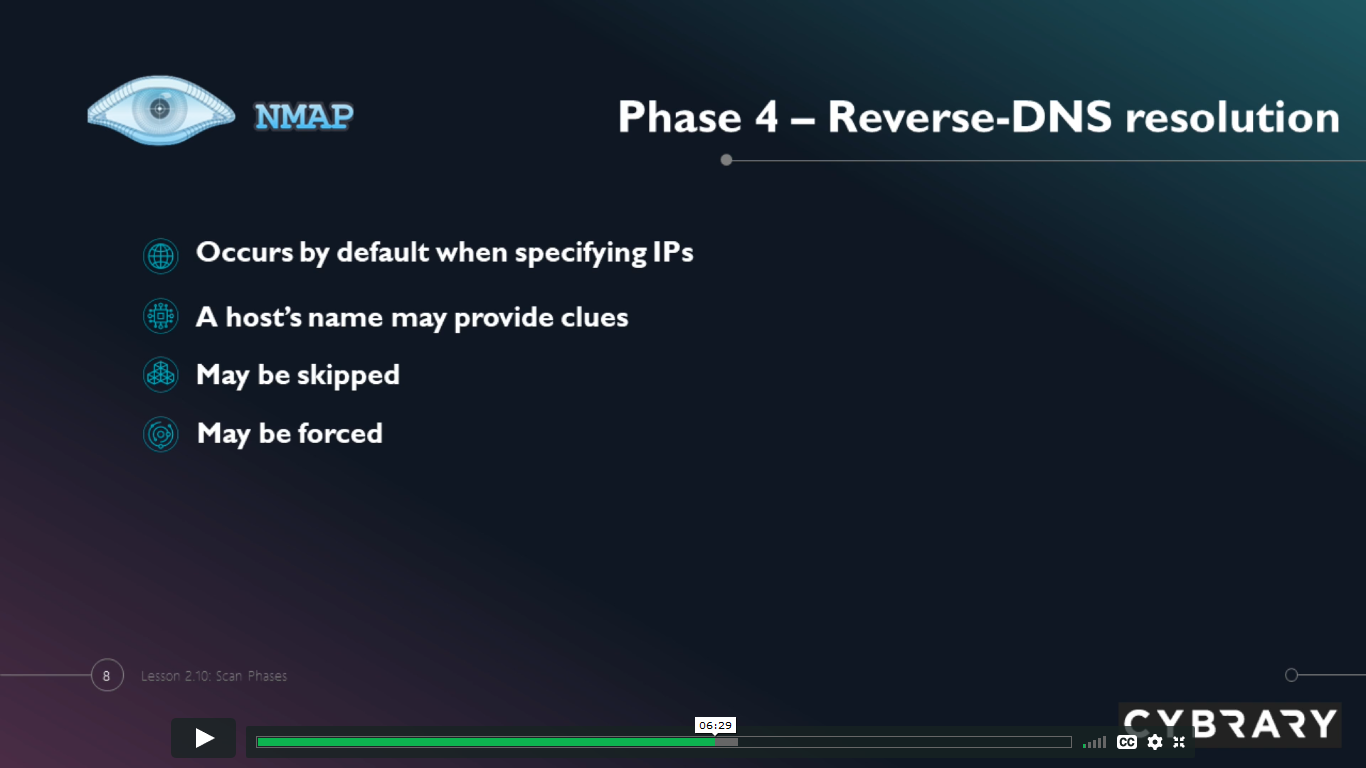 NMAP
Phase 4 – Reverse-DNS resolution
Occurs by default when specifying IPs
A host's name may provide clues
May be skipped
May be forced
8
Lesson 2.10: Scan Phases
06:29
CYBRARY
CC